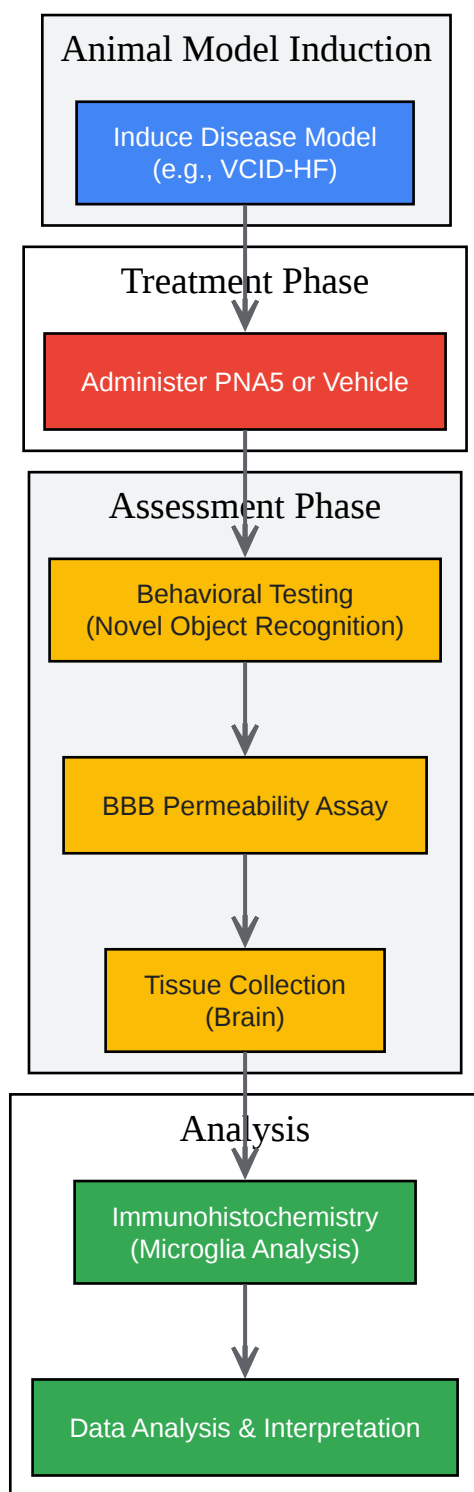 Animal Model Induction
Induce Disease Model
(e.g., VCID-HF)
Treatment Phase
Administer PNA5 or Vehicle
Assessment Phase
Behavioral Testing
(Novel Object Recognition)
BBB Permeability Assay
Tissue Collection
(Brain)
Analysis
Immunohistochemistry
(Microglia Analysis)
Data Analysis & Interpretation